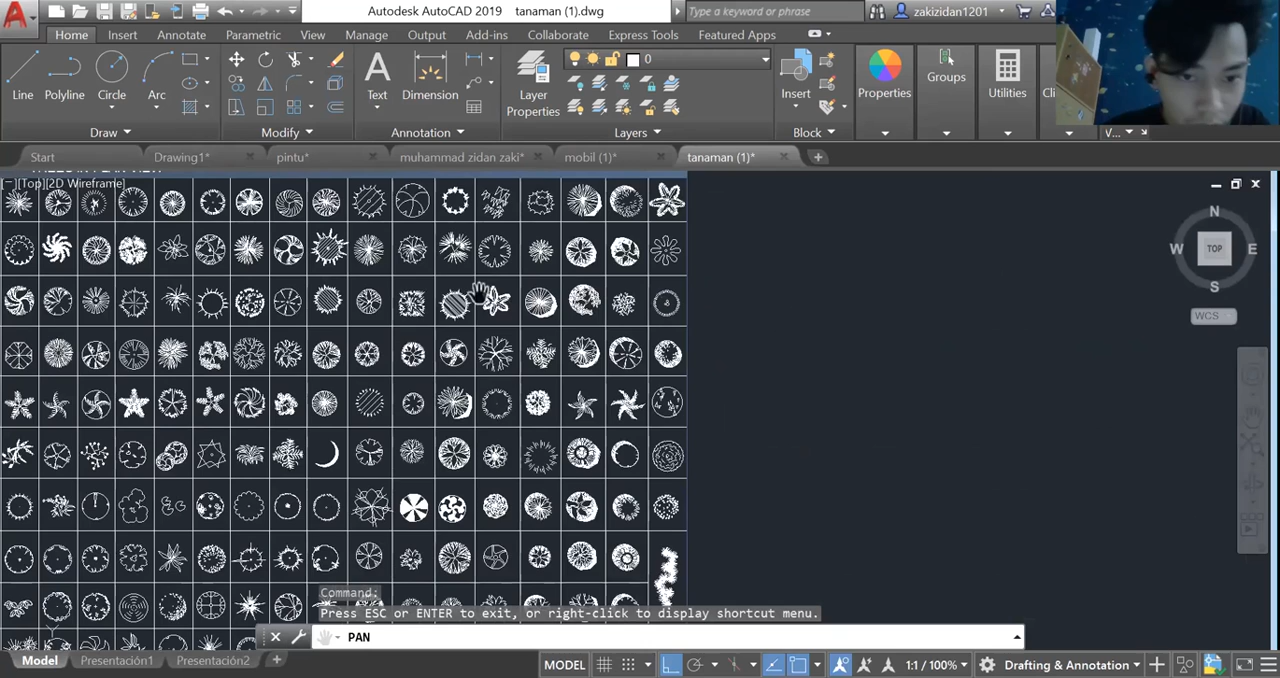 Autodesk AutoCAD 2019 tanaman (1).dwg
Type a keyword or phrase
zakizidan1201
Home Insert Annotate Parametric View Manage Output Add-ins Collaborate Express Tools Featured Apps
0
Line Polyline Circle Arc
Text Dimension
Layer Properties
Insert
Properties
Groups
Utilities
Draw Modify Annotation Layers Block V...
Start Drawing1* pintu* muhammad zidan zaki* mobil (1)* tanaman (1)*
[−][Top][2D Wireframe]
N
W TOP E
S
WCS
Command:
Press ESC or ENTER to exit, or right-click to display shortcut menu.
PAN
Model Presentación1 Presentación2
MODEL 1:1 / 100% Drafting & Annotation